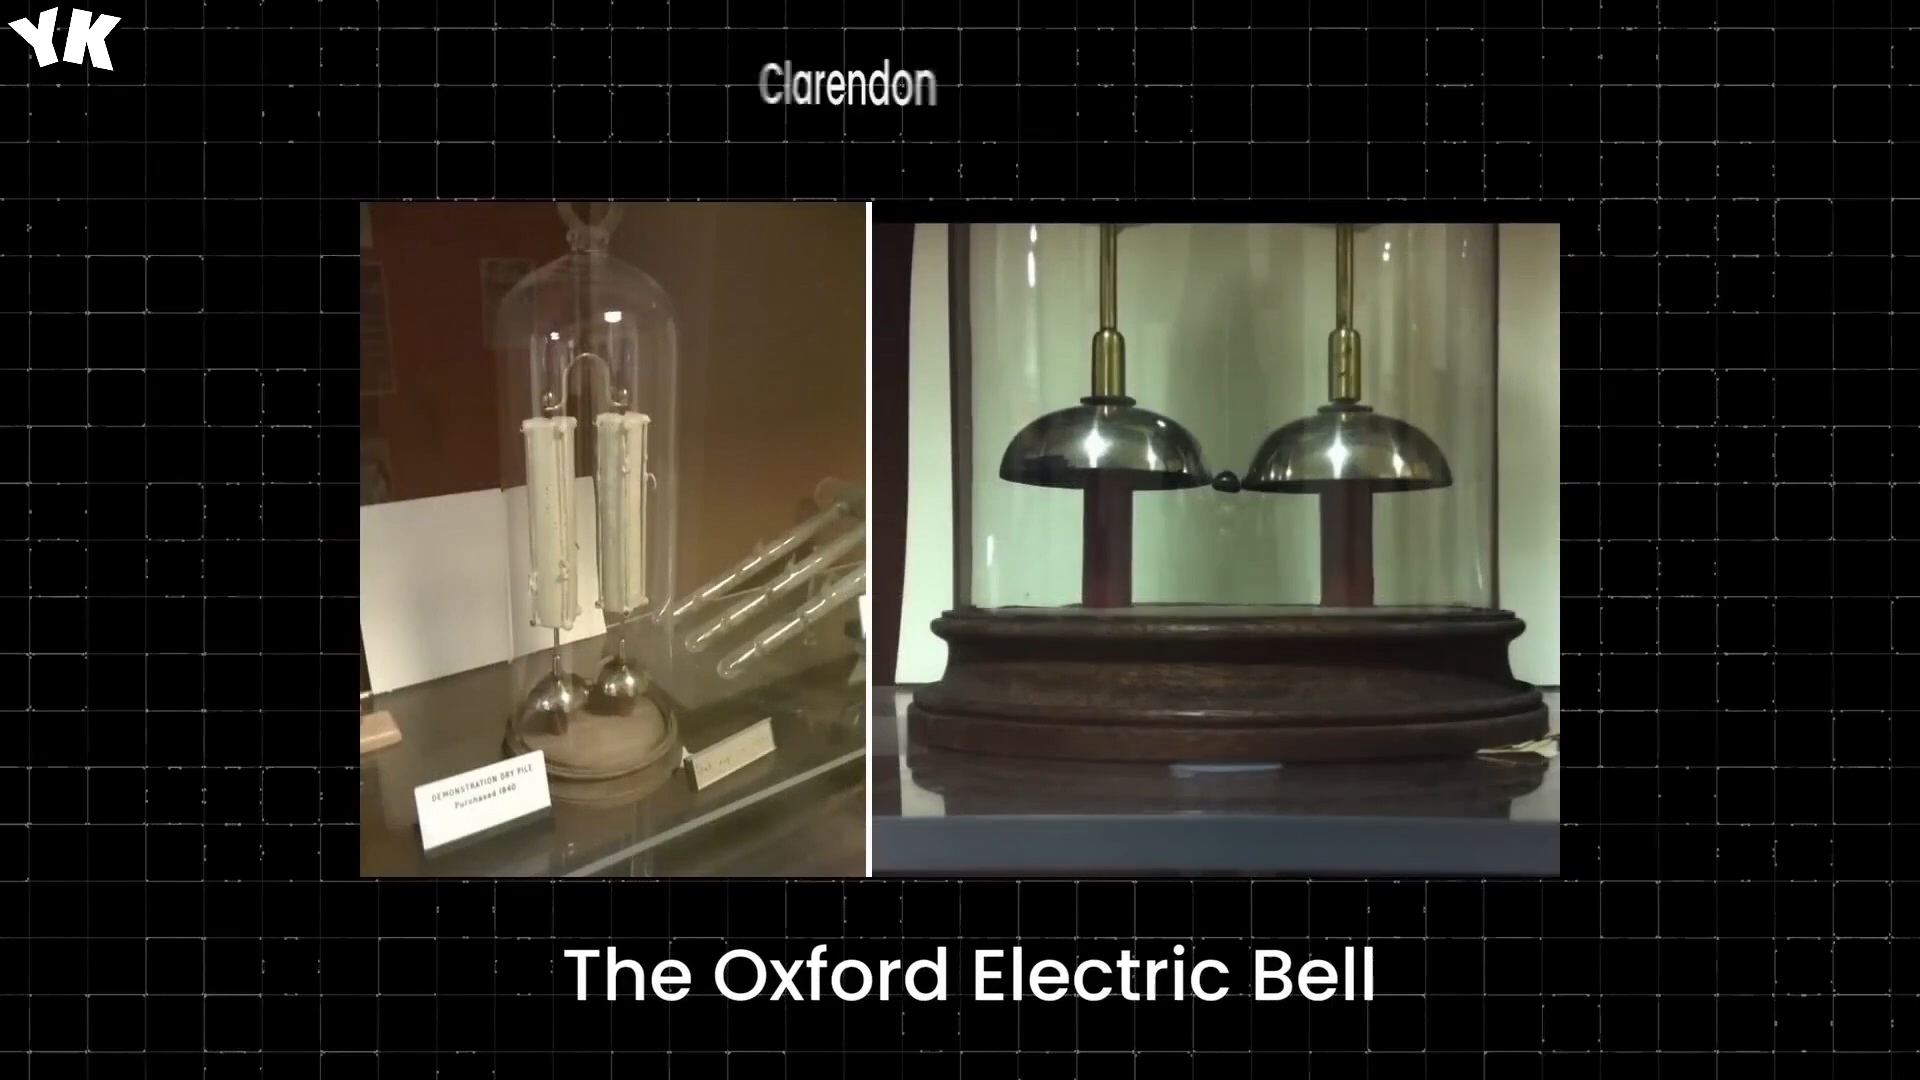 YK
Clarendon
DEMONSTRATION DRY PILE
Purchased 1840
The Oxford Electric Bell